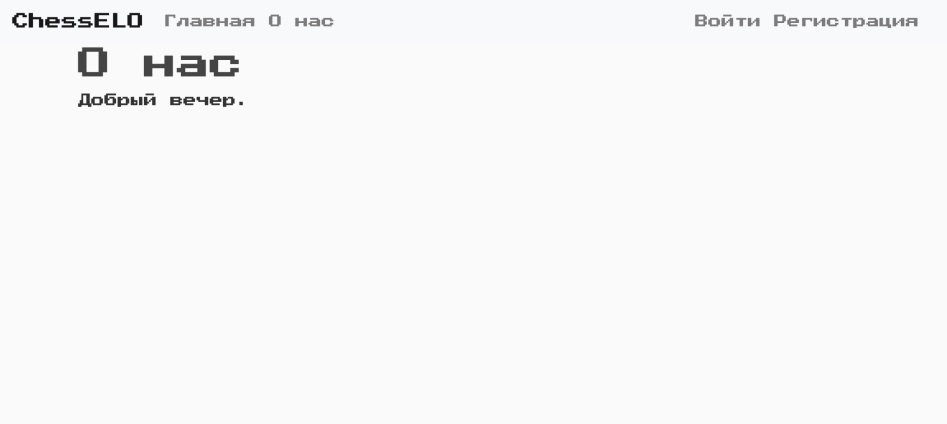 ChessELO Главная О нас Войти Регистрация
О нас
Добрый вечер.